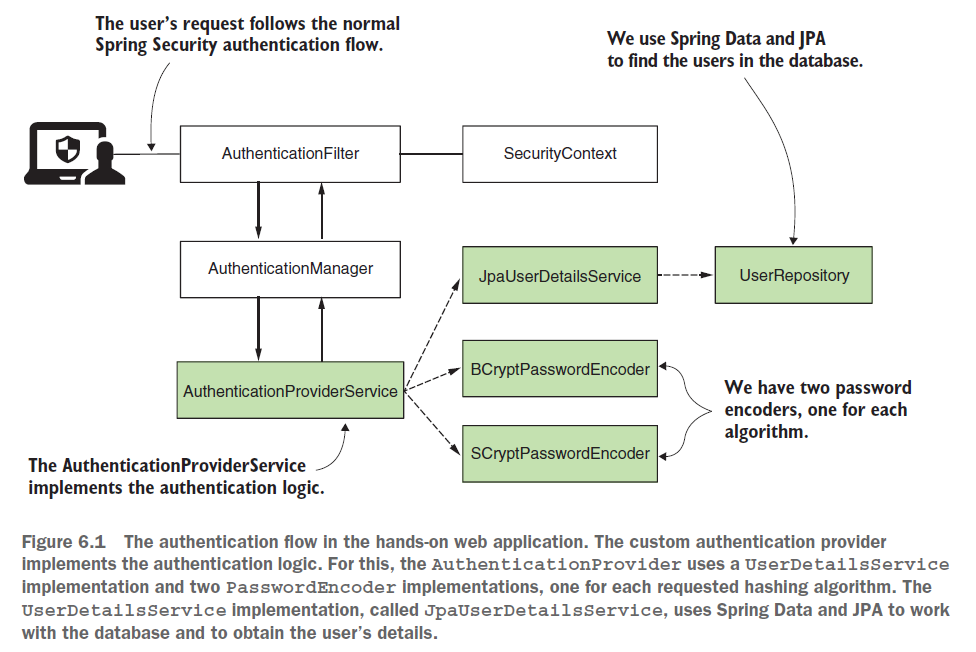 The user's request follows the normal
Spring Security authentication flow.
We use Spring Data and JPA
to find the users in the database.
AuthenticationFilter
SecurityContext
AuthenticationManager
JpaUserDetailsService
UserRepository
AuthenticationProviderService
BCryptPasswordEncoder
SCryptPasswordEncoder
We have two password
encoders, one for each
algorithm.
The AuthenticationProviderService
implements the authentication logic.
Figure 6.1 The authentication flow in the hands-on web application. The custom authentication provider
implements the authentication logic. For this, the AuthenticationProvider uses a UserDetailsService
implementation and two PasswordEncoder implementations, one for each requested hashing algorithm. The
UserDetailsService implementation, called JpaUserDetailsService, uses Spring Data and JPA to work
with the database and to obtain the user's details.